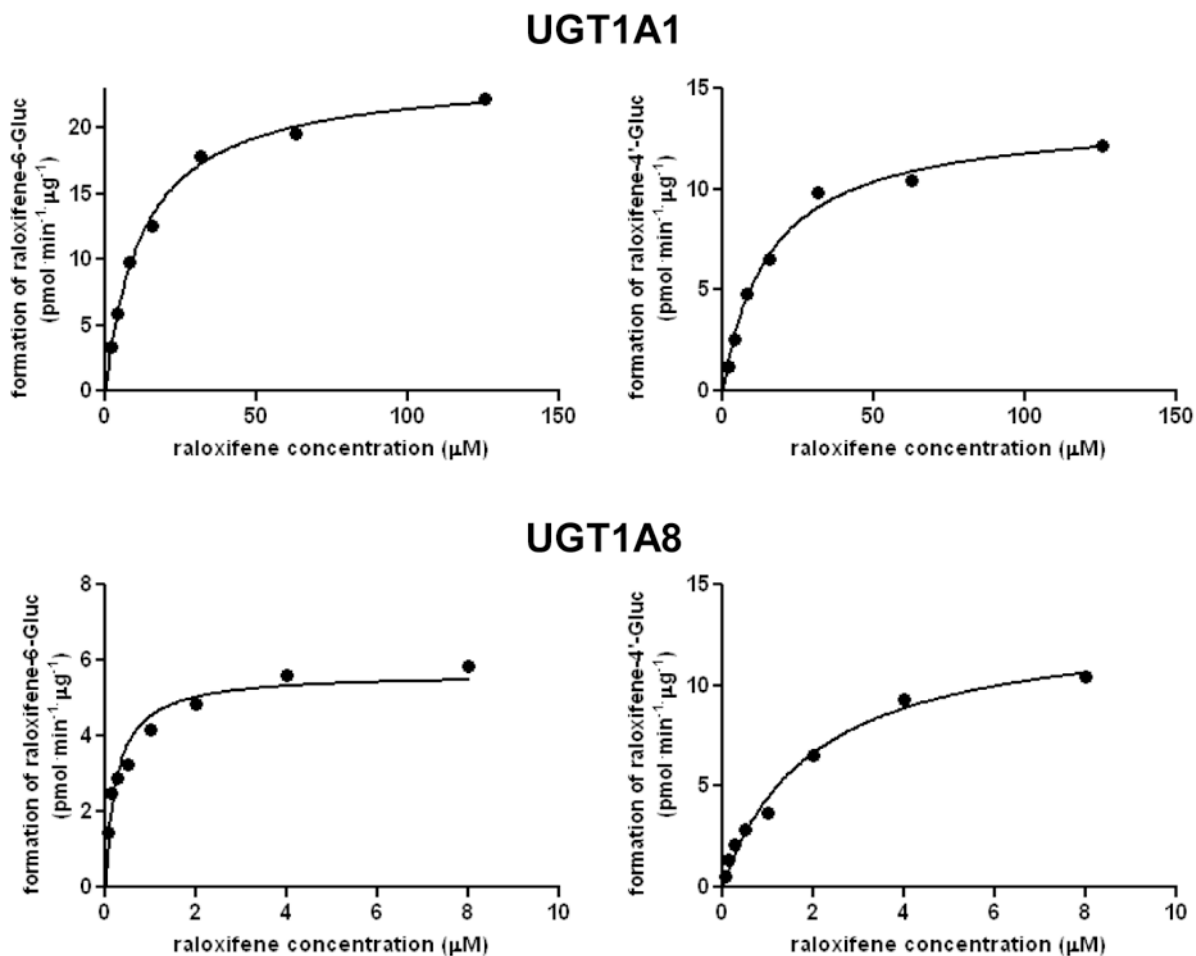 UGT1A1
formation of raloxifene-6-Gluc
(pmol·min⁻¹·µg⁻¹)
20
15
10
5
0
0 50 100 150
raloxifene concentration (µM)
formation of raloxifene-4'-Gluc
(pmol·min⁻¹·µg⁻¹)
15
10
5
0
0 50 100 150
raloxifene concentration (µM)
UGT1A8
formation of raloxifene-6-Gluc
(pmol·min⁻¹·µg⁻¹)
8
6
4
2
0
0 2 4 6 8 10
raloxifene concentration (µM)
formation of raloxifene-4'-Gluc
(pmol·min⁻¹·µg⁻¹)
15
10
5
0
0 2 4 6 8 10
raloxifene concentration (µM)